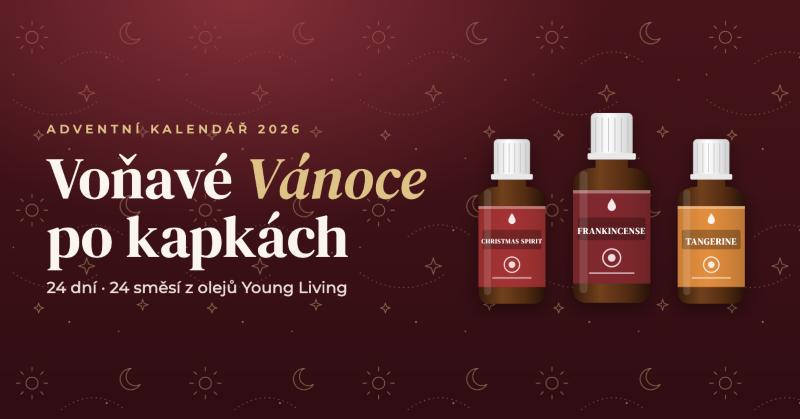 ADVENTNÍ KALENDÁŘ 2026
Voňavé Vánoce
po kapkách
24 dní · 24 směsí z olejů Young Living
CHRISTMAS SPIRIT
FRANKINCENSE
TANGERINE